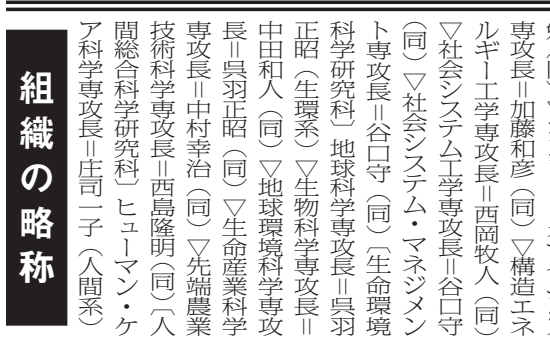 専攻長＝加藤和彦（同）▽構造エネ
ルギー工学専攻長＝西岡牧人（同）
▽社会システム工学専攻長＝谷口守
（同）▽社会システム・マネジメン
ト専攻長＝谷口守（同）〔生命環境
科学研究科〕地球科学専攻長＝呉羽
正昭（生環系）▽生物科学専攻長＝
中田和人（同）▽地球環境科学専攻
長＝呉羽正昭（同）▽生命産業科学
専攻長＝中村幸治（同）▽先端農業
技術科学専攻長＝西島隆明（同）〔人
間総合科学研究科〕ヒューマン・ケ
ア科学専攻長＝庄司一子（人間系）
組織の略称